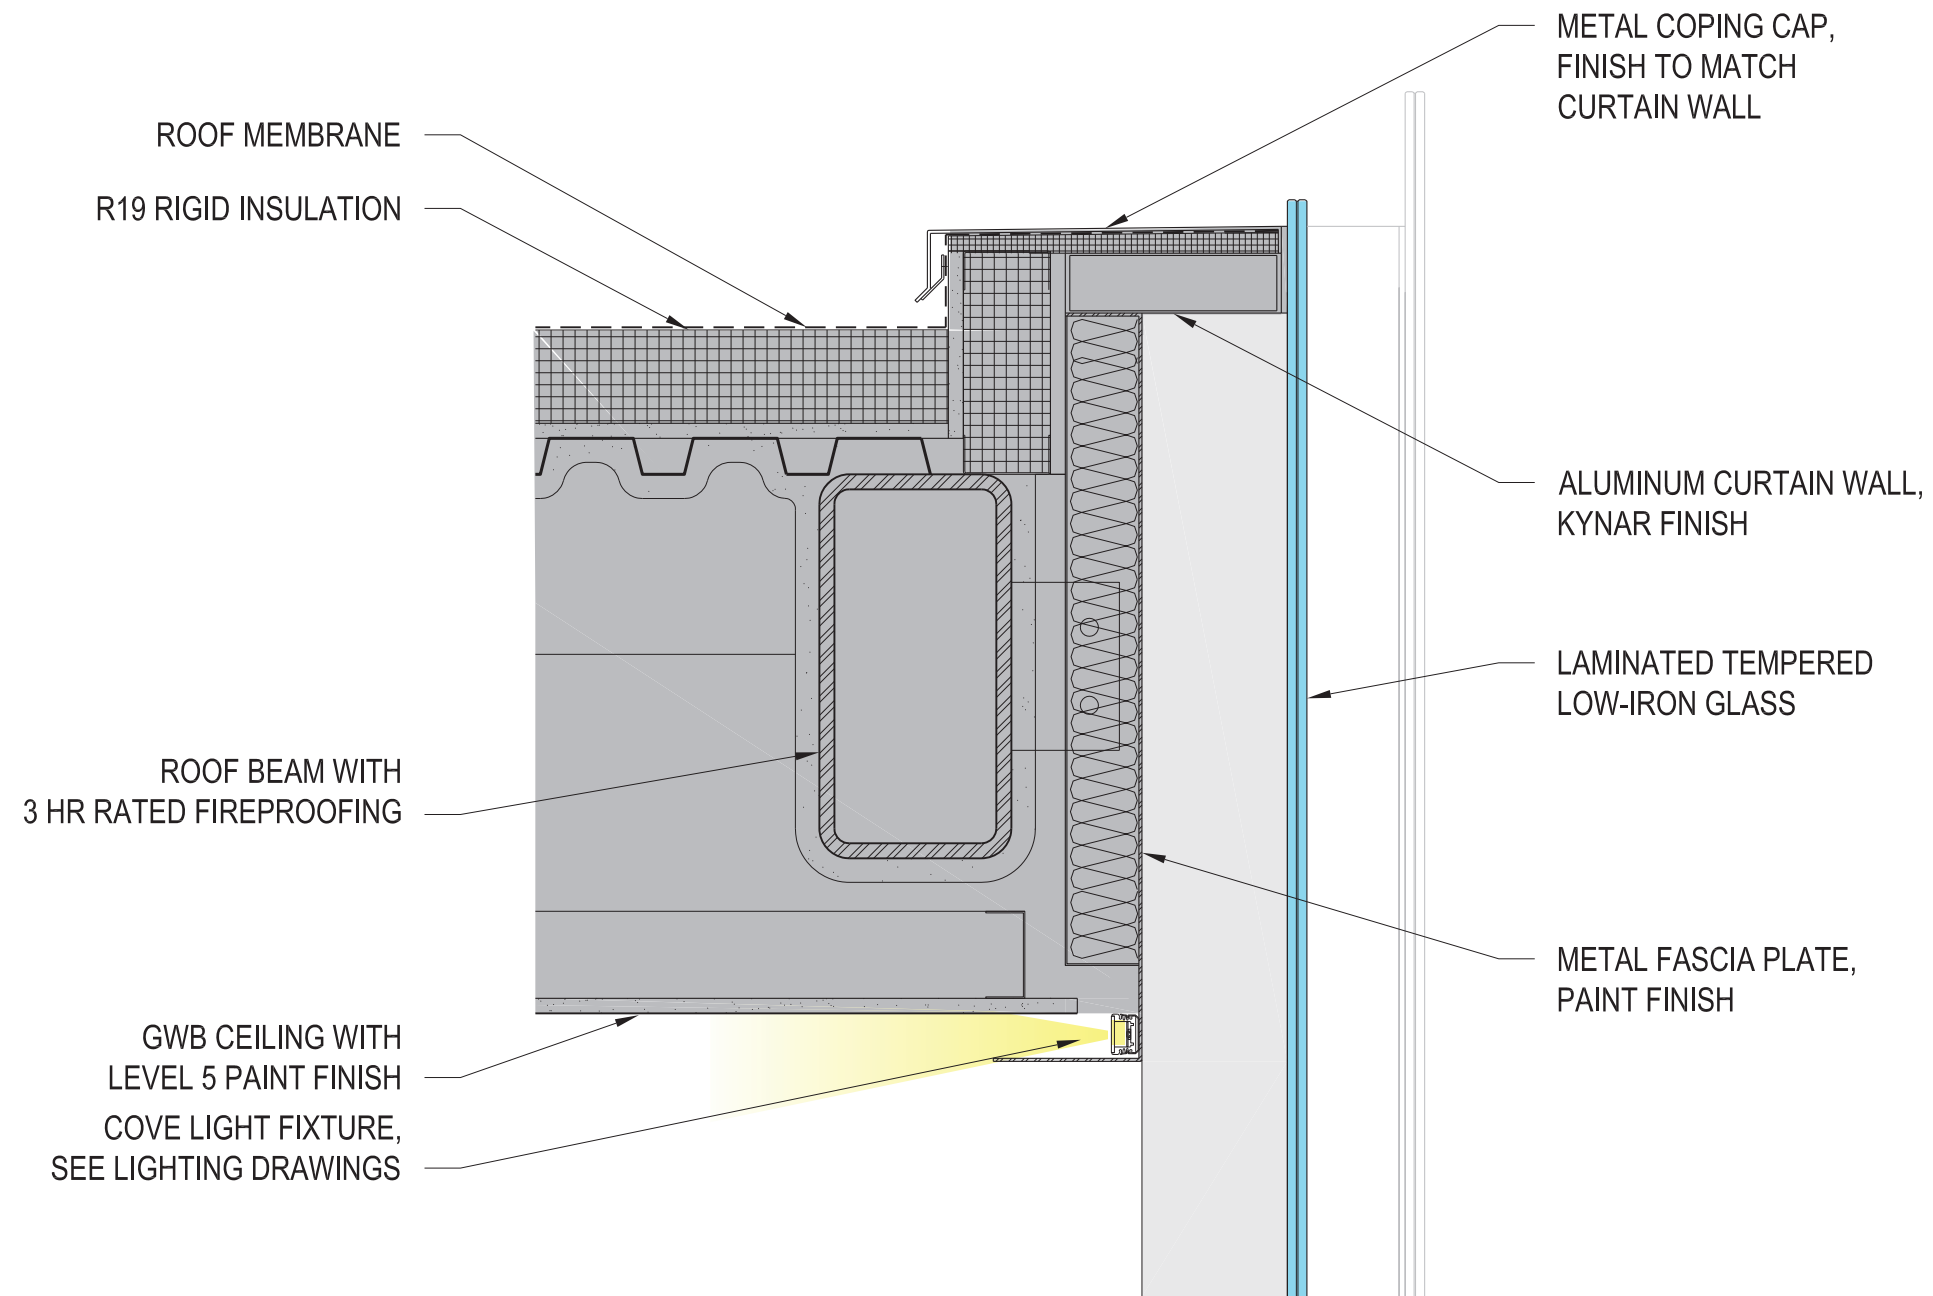 METAL COPING CAP,
FINISH TO MATCH
CURTAIN WALL
ROOF MEMBRANE
R19 RIGID INSULATION
ALUMINUM CURTAIN WALL,
KYNAR FINISH
LAMINATED TEMPERED
LOW-IRON GLASS
ROOF BEAM WITH
3 HR RATED FIREPROOFING
METAL FASCIA PLATE,
PAINT FINISH
GWB CEILING WITH
LEVEL 5 PAINT FINISH
COVE LIGHT FIXTURE,
SEE LIGHTING DRAWINGS